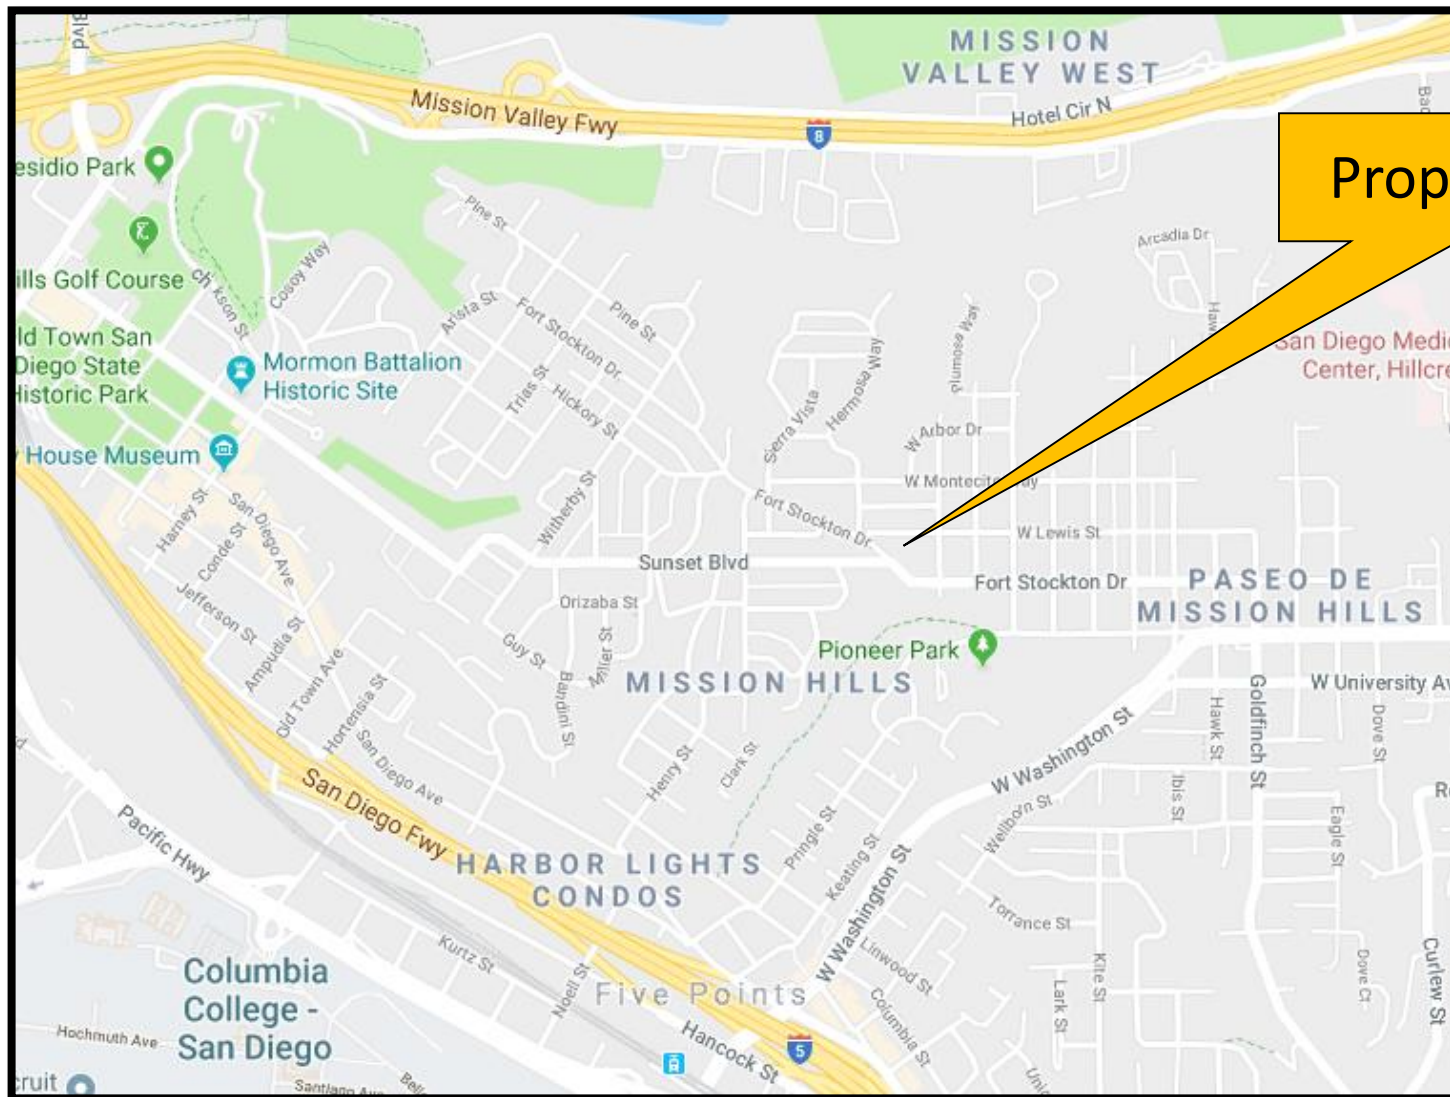 Blvd
MISSION
VALLEY WEST
Mission Valley Fwy
8
Hotel Cir N
Prop
esidio Park
Pine St
Arcadia Dr
ills Golf Course
Cosoy Way
Arista St
Fort Stockton Dr
Pine St
Plumosa Way
ld Town San
Diego State
Historic Park
Mormon Battalion
Historic Site
San Diego Medic
Center, Hillcre
Trias St
Hickory St
Sierra Vista
Hermosa Way
W Arbor Dr
y House Museum
Witherby St
Fort Stockton Dr
W Lewis St
Harney St
San Diego Ave
Conde St
Sunset Blvd
Fort Stockton Dr
PASEO DE
MISSION HILLS
Jefferson St
Orizaba St
Ampudia St
Guy St
Pioneer Park
MISSION HILLS
Old Town Ave
Hortensia St
Bandini St
W University Av
Goldfinch St
Hawk St
Dove St
San Diego Ave
Henry St
Clark St
W Washington St
Ibis St
San Diego Fwy
Pacific Hwy
Pringle St
Wellborn St
Eagle St
HARBOR LIGHTS
CONDOS
Keating St
W Washington St
Torrance St
Kurtz St
Linwood St
Columbia
College -
San Diego
Noell St
Five Points
Kite St
Lark St
Dove Ct
Curlew St
Columbia St
Hochmuth Ave
Hancock St
5
cruit
Santiago Ave